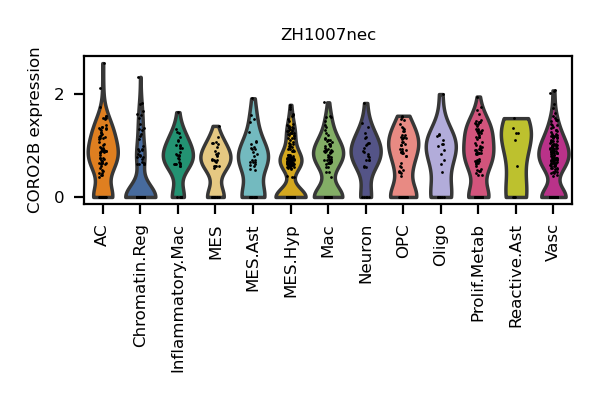 ZH1007nec
CORO2B expression
2
0
AC
Chromatin.Reg
Inflammatory.Mac
MES
MES.Ast
MES.Hyp
Mac
Neuron
OPC
Oligo
Prolif.Metab
Reactive.Ast
Vasc